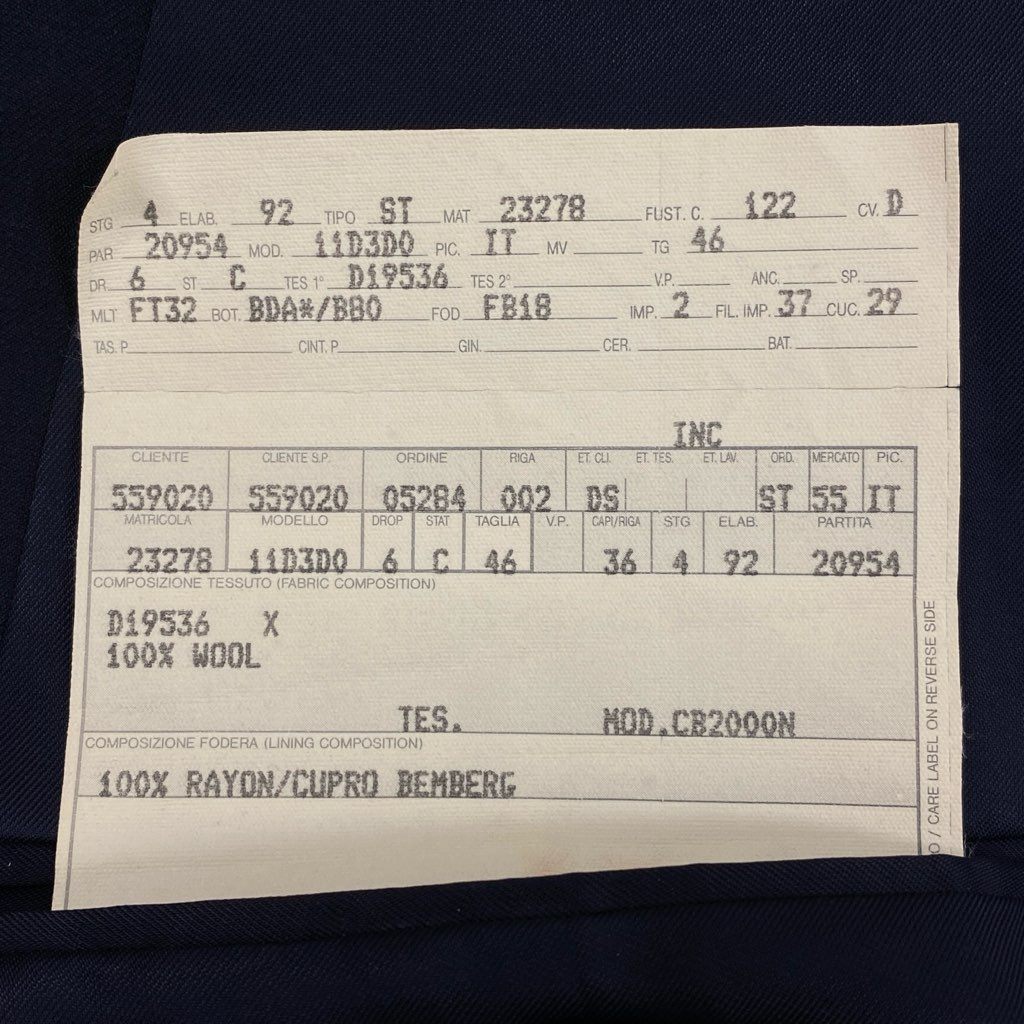 STG 4 ELAB. 92 TIPO ST MAT 23278 FUST. C. 122 CV. D
PAR 20954 MOD. 11D3D0 PIC. IT MV TG 46
DR. 6 ST C TES 1° D19536 TES 2° V.P. ANC. SP.
MLT FT32 BOT. BDA*/BBO FOD FB18 IMP. 2 FIL. IMP. 37 CUC. 29
TAS. P. CINT. P. GIN. CER. BAT.
INC
CLIENTE CLIENTE S.P. ORDINE RIGA ET. CLI. ET. TES. ET. LAV. ORD. MERCATO PIC.
559020 559020 05284 002 DS ST 55 IT
MATRICOLA MODELLO DROP STAT TAGLIA V.P. CAPI/RIGA STG ELAB. PARTITA
23278 11D3D0 6 C 46 36 4 92 20954
COMPOSIZIONE TESSUTO (FABRIC COMPOSITION)
D19536 X
100% WOOL
TES. MOD.CB2000N
COMPOSIZIONE FODERA (LINING COMPOSITION)
100% RAYON/CUPRO BEMBERG
O / CARE LABEL ON REVERSE SIDE